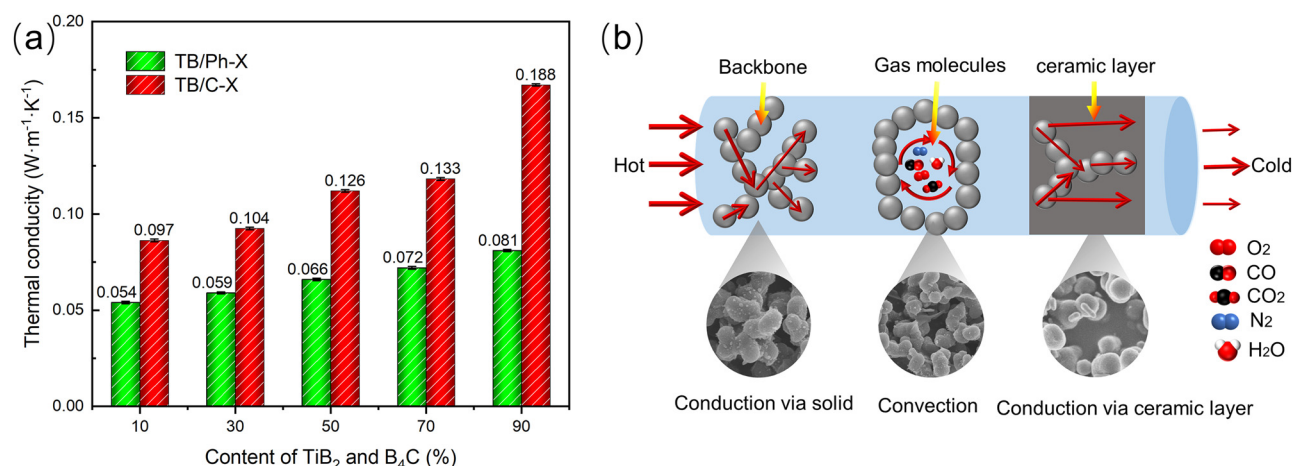 (a)
0.20
0.15
0.10
0.05
0.00
Thermal conductivity (W·m⁻¹·K⁻¹)
TB/Ph-X
TB/C-X
0.054
0.097
0.059
0.104
0.066
0.126
0.072
0.133
0.081
0.188
10
30
50
70
90
Content of TiB₂ and B₄C (%)
(b)
Backbone
Gas molecules
ceramic layer
Hot
Cold
O₂
CO
CO₂
N₂
H₂O
Conduction via solid
Convection
Conduction via ceramic layer